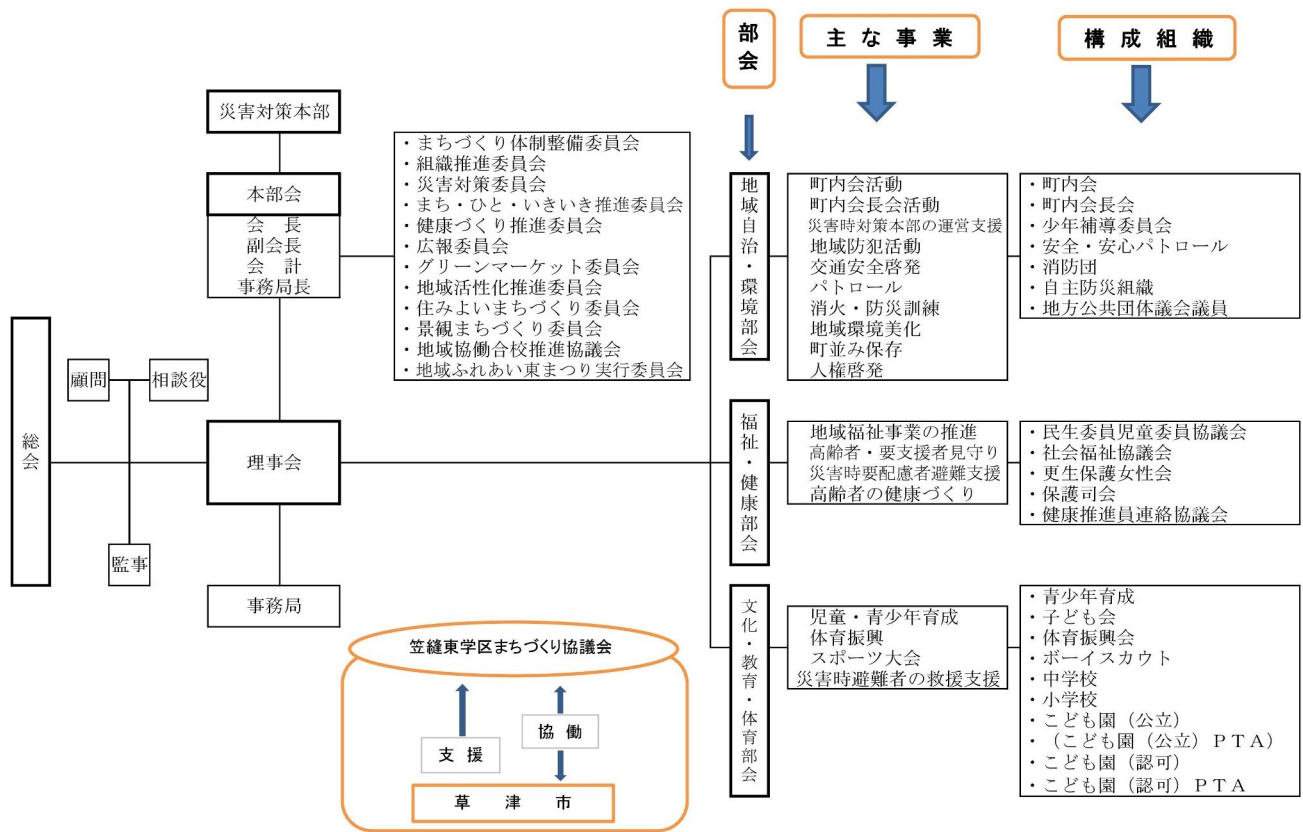 部会
主な事業
構成組織
災害対策本部
本部会
会　長
副会長
会　計
事務局長
・まちづくり体制整備委員会
・組織推進委員会
・災害対策委員会
・まち・ひと・いきいき推進委員会
・健康づくり推進委員会
・広報委員会
・グリーンマーケット委員会
・地域活性化推進委員会
・住みよいまちづくり委員会
・景観まちづくり委員会
・地域協働合校推進協議会
・地域ふれあい東まつり実行委員会
総会
顧問
相談役
監事
理事会
事務局
地域自治・環境部会
町内会活動
町内会長会活動
災害時対策本部の運営支援
地域防犯活動
交通安全啓発
パトロール
消火・防災訓練
地域環境美化
町並み保存
人権啓発
・町内会
・町内会長会
・少年補導委員会
・安全・安心パトロール
・消防団
・自主防災組織
・地方公共団体議会議員
福祉・健康部会
地域福祉事業の推進
高齢者・要支援者見守り
災害時要配慮者避難支援
高齢者の健康づくり
・民生委員児童委員協議会
・社会福祉協議会
・更生保護女性会
・保護司会
・健康推進員連絡協議会
文化・教育・体育部会
児童・青少年育成
体育振興
スポーツ大会
災害時避難者の救援支援
・青少年育成
・子ども会
・体育振興会
・ボーイスカウト
・中学校
・小学校
・こども園（公立）
・（こども園（公立）ＰＴＡ）
・こども園（認可）
・こども園（認可）ＰＴＡ
笠縫東学区まちづくり協議会
支援
協働
草津市